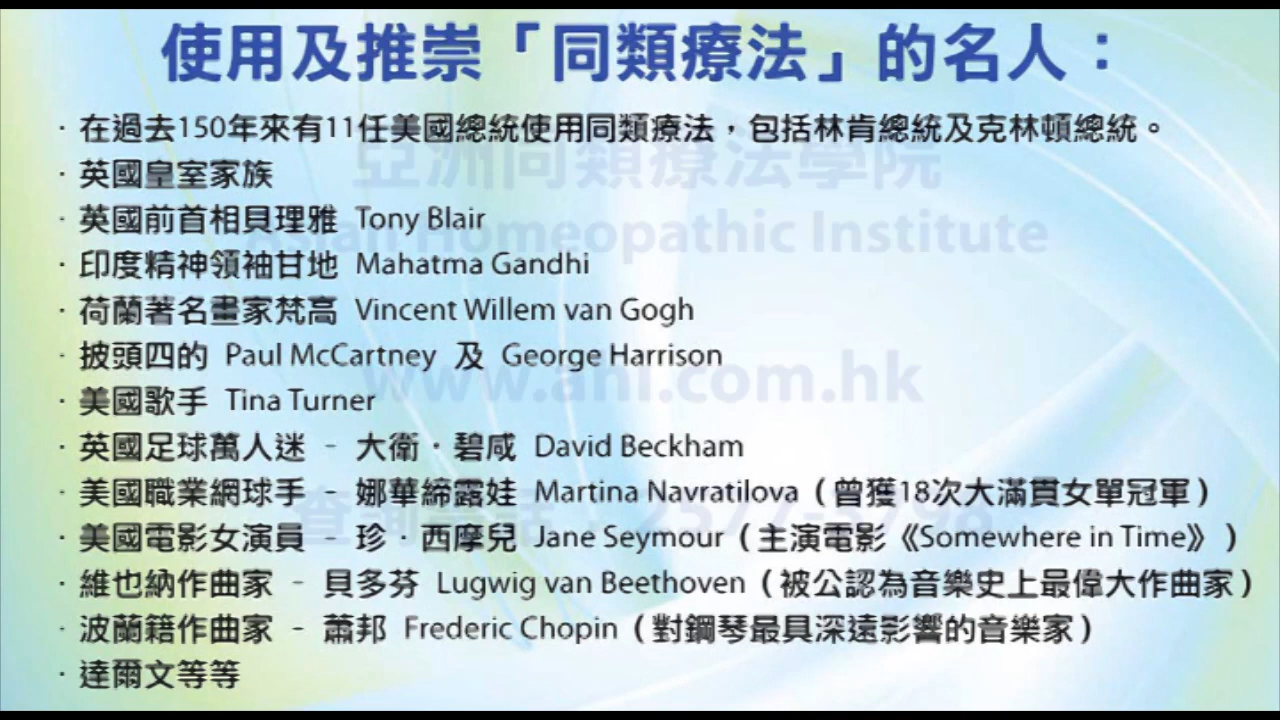 使用及推崇「同類療法」的名人：
· 在過去150年來有11任美國總統使用同類療法，包括林肯總統及克林頓總統。
亞洲同類療法學院
· 英國皇室家族
· 英國前首相貝理雅 Tony Blair
Asian Homeopathic Institute
· 印度精神領袖甘地 Mahatma Gandhi
· 荷蘭著名畫家梵高 Vincent Willem van Gogh
· 披頭四的 Paul McCartney 及 George Harrison
www.ahi.com.hk
· 美國歌手 Tina Turner
· 英國足球萬人迷 - 大衛·碧咸 David Beckham
· 美國職業網球手 - 娜華締露娃 Martina Navratilova（曾獲18次大滿貫女單冠軍）
· 美國電影女演員 - 珍·西摩兒 Jane Seymour（主演電影《Somewhere in Time》）
· 維也納作曲家 - 貝多芬 Lugwig van Beethoven（被公認為音樂史上最偉大作曲家）
· 波蘭籍作曲家 - 蕭邦 Frederic Chopin（對鋼琴最具深遠影響的音樂家）
· 達爾文等等